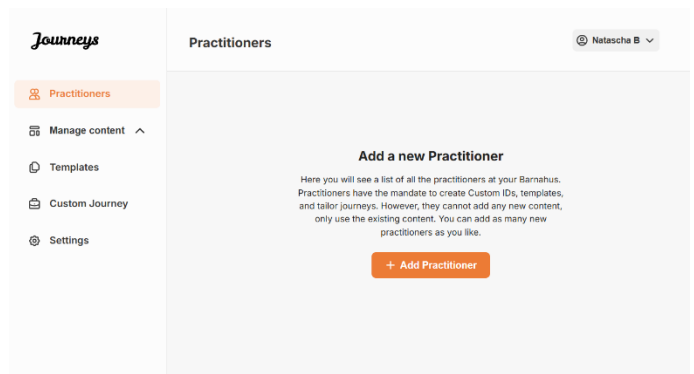 Journeys
Practitioners
Natascha B
Practitioners
Manage content
Templates
Custom Journey
Settings
Add a new Practitioner
Here you will see a list of all the practitioners at your Barnahus.
Practitioners have the mandate to create Custom IDs, templates,
and tailor journeys. However, they cannot add any new content,
only use the existing content. You can add as many new
practitioners as you like.
+ Add Practitioner